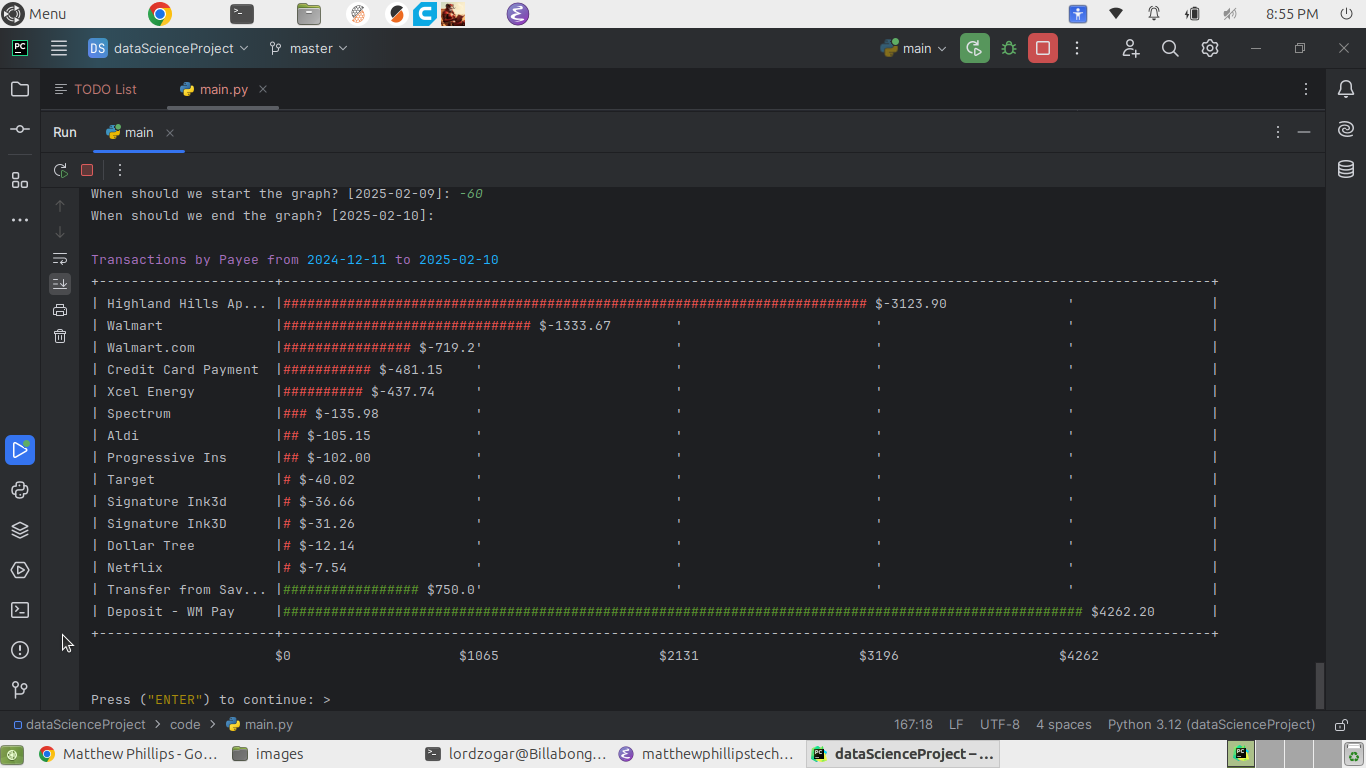 Menu 8:55 PM
PC DS dataScienceProject master main
TODO List main.py
Run main
When should we start the graph? [2025-02-09]: -60
When should we end the graph? [2025-02-10]:
Transactions by Payee from 2024-12-11 to 2025-02-10
+----------------------+--------------------------------------------------------------------------------------------------------------------+
| Highland Hills Ap... |######################################################################### $-3123.90 ' |
| Walmart |############################### $-1333.67 ' ' ' |
| Walmart.com |################ $-719.2' ' ' ' |
| Credit Card Payment |########### $-481.15 ' ' ' ' |
| Xcel Energy |########## $-437.74 ' ' ' ' |
| Spectrum |### $-135.98 ' ' ' ' |
| Aldi |## $-105.15 ' ' ' ' |
| Progressive Ins |## $-102.00 ' ' ' ' |
| Target |# $-40.02 ' ' ' ' |
| Signature Ink3d |# $-36.66 ' ' ' ' |
| Signature Ink3D |# $-31.26 ' ' ' ' |
| Dollar Tree |# $-12.14 ' ' ' ' |
| Netflix |# $-7.54 ' ' ' ' |
| Transfer from Sav... |################# $750.0' ' ' ' |
| Deposit - WM Pay |#################################################################################################### $4262.20 |
+----------------------+--------------------------------------------------------------------------------------------------------------------+
$0 $1065 $2131 $3196 $4262
Press ("ENTER") to continue: >
dataScienceProject > code > main.py 167:18 LF UTF-8 4 spaces Python 3.12 (dataScienceProject)
Matthew Phillips - Go... images lordzogar@Billabong... matthewphillipstech... dataScienceProject – ...